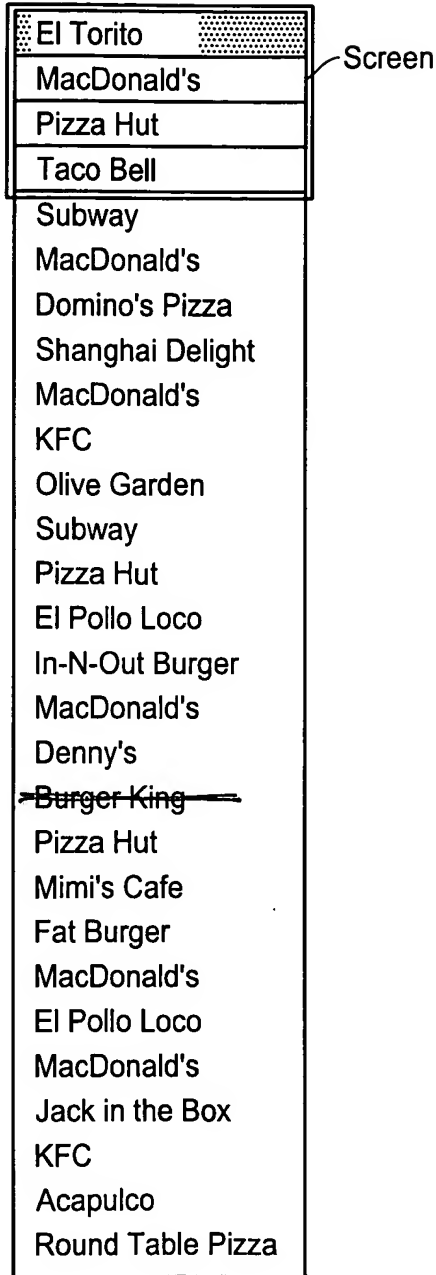 El Torito
Screen
MacDonald's
Pizza Hut
Taco Bell
Subway
MacDonald's
Domino's Pizza
Shanghai Delight
MacDonald's
KFC
Olive Garden
Subway
Pizza Hut
El Pollo Loco
In-N-Out Burger
MacDonald's
Denny's
Burger King
Pizza Hut
Mimi's Cafe
Fat Burger
MacDonald's
El Pollo Loco
MacDonald's
Jack in the Box
KFC
Acapulco
Round Table Pizza